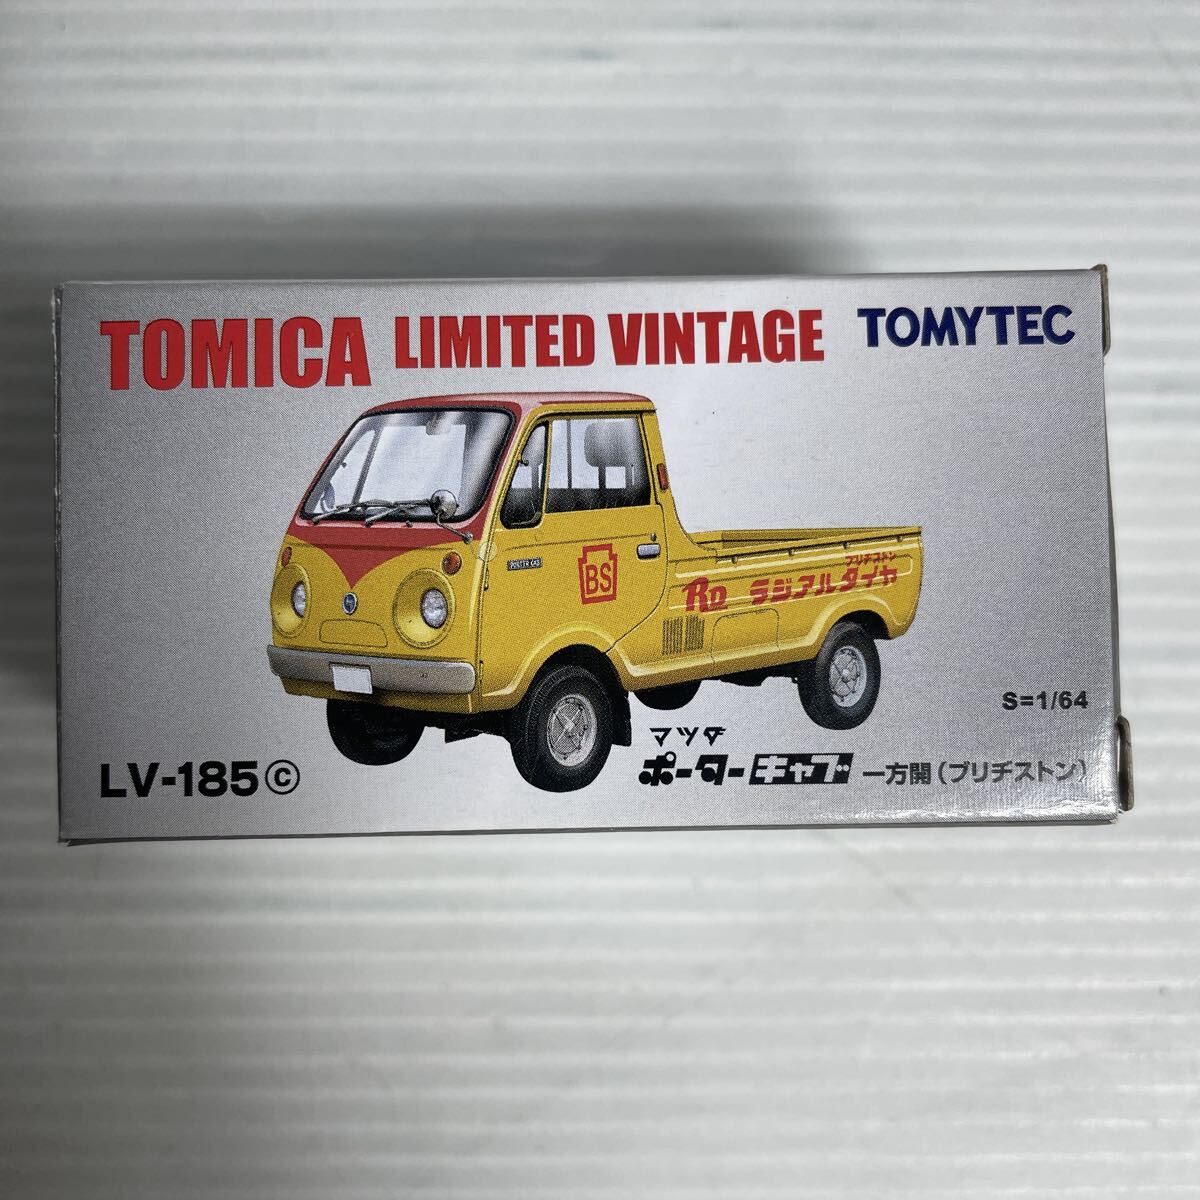 TOMICA LIMITED VINTAGE TOMYTEC
PORTER CAB
BS
RD ラジアルタイヤ
ブリヂストン
S=1/64
マツダ
LV-185©
ポーターキャブ 一方開(ブリヂストン)